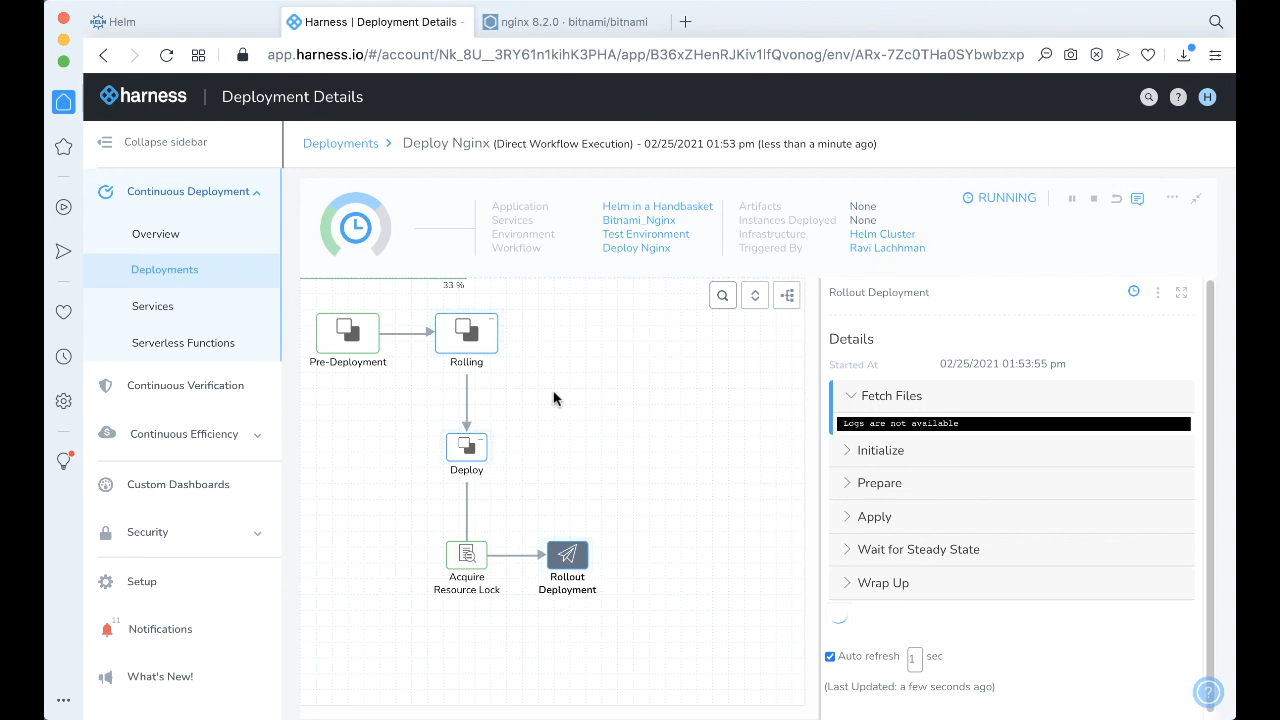 Helm
Harness | Deployment Details -
nginx 8.2.0 · bitnami/bitnami
app.harness.io/#/account/Nk_8U__3RY61n1kihK3PHA/app/B36xZHenRJKiv1lfQvonog/env/ARx-7Zc0THa0SYbwbzxp
harness | Deployment Details
? H
Collapse sidebar
Continuous Deployment
Overview
Deployments
Services
Serverless Functions
Continuous Verification
Continuous Efficiency
Custom Dashboards
Security
Setup
11
Notifications
What's New!
Deployments > Deploy Nginx (Direct Workflow Execution) - 02/25/2021 01:53 pm (less than a minute ago)
Application Helm in a Handbasket
Services Bitnami_Nginx
Environment Test Environment
Workflow Deploy Nginx
Artifacts None
Instances Deployed None
Infrastructure Helm Cluster
Triggered By Ravi Lachhman
RUNNING
33 %
Pre-Deployment
Rolling
Deploy
Acquire
Resource Lock
Rollout
Deployment
Rollout Deployment
Details
Started At 02/25/2021 01:53:55 pm
Fetch Files
Logs are not available
Initialize
Prepare
Apply
Wait for Steady State
Wrap Up
Auto refresh 1 sec
(Last Updated: a few seconds ago)
?